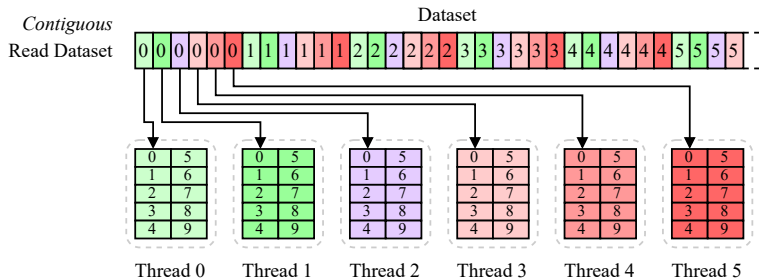 Dataset
Contiguous
Read Dataset
0 0 0 0 0 0 1 1 1 1 1 1 2 2 2 2 2 2 3 3 3 3 3 3 4 4 4 4 4 4 5 5 5 5
0 5 0 5 0 5 0 5 0 5 0 5
1 6 1 6 1 6 1 6 1 6 1 6
2 7 2 7 2 7 2 7 2 7 2 7
3 8 3 8 3 8 3 8 3 8 3 8
4 9 4 9 4 9 4 9 4 9 4 9
Thread 0 Thread 1 Thread 2 Thread 3 Thread 4 Thread 5